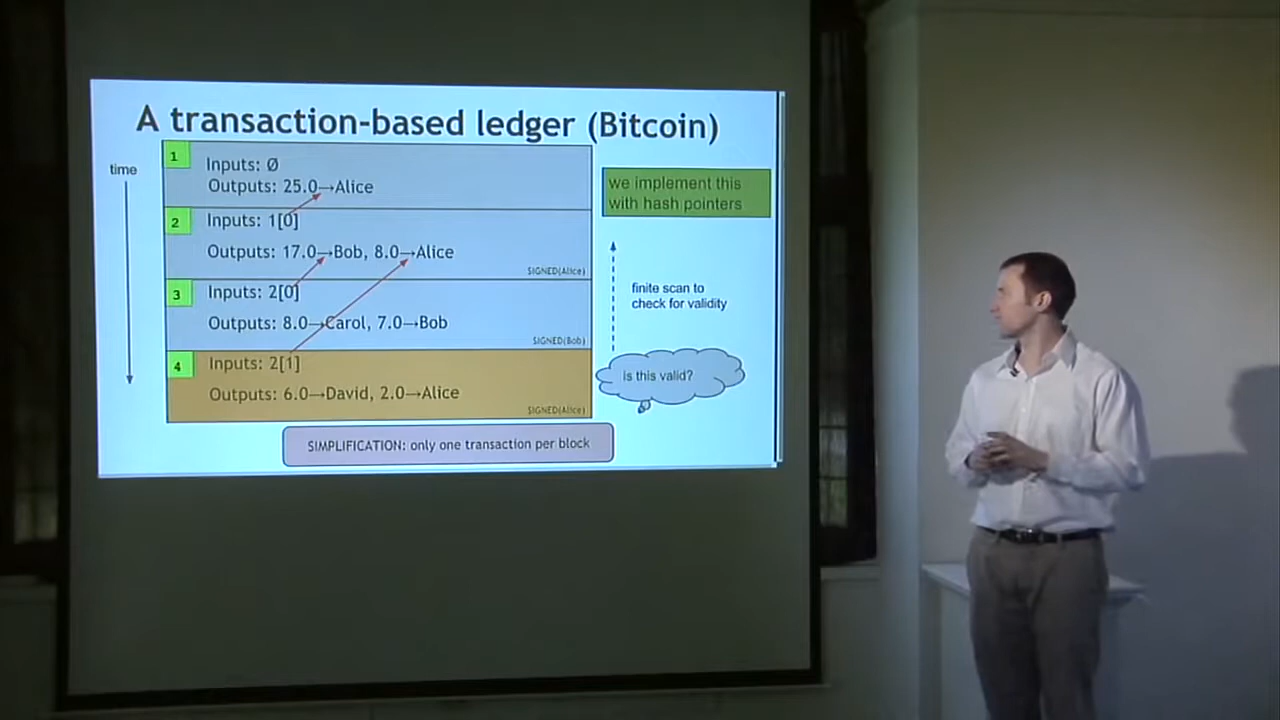 A transaction-based ledger (Bitcoin)
time
1
Inputs: Ø
Outputs: 25.0→Alice
2
Inputs: 1[0]
Outputs: 17.0→Bob, 8.0→Alice
SIGNED(Alice)
3
Inputs: 2[0]
Outputs: 8.0→Carol, 7.0→Bob
SIGNED(Bob)
4
Inputs: 2[1]
Outputs: 6.0→David, 2.0→Alice
SIGNED(Alice)
we implement this
with hash pointers
finite scan to
check for validity
is this valid?
SIMPLIFICATION: only one transaction per block